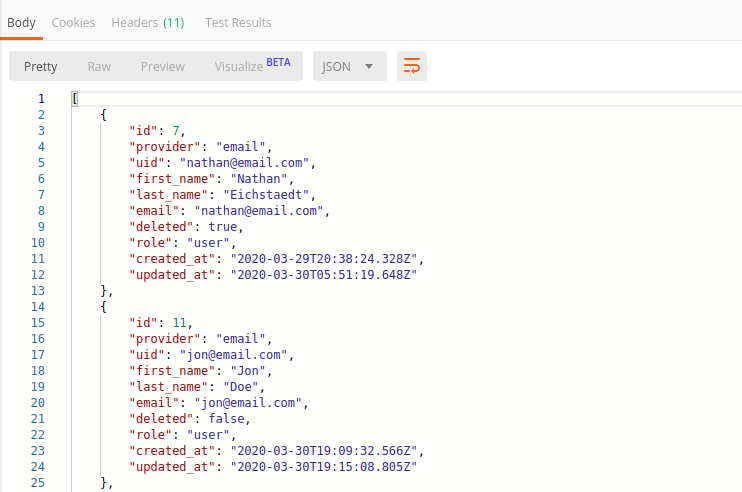 Body Cookies Headers (11) Test Results
Pretty Raw Preview Visualize BETA JSON
1 [
2 {
3 "id": 7,
4 "provider": "email",
5 "uid": "nathan@email.com",
6 "first_name": "Nathan",
7 "last_name": "Eichstaedt",
8 "email": "nathan@email.com",
9 "deleted": true,
10 "role": "user",
11 "created_at": "2020-03-29T20:38:24.328Z",
12 "updated_at": "2020-03-30T05:51:19.648Z"
13 },
14 {
15 "id": 11,
16 "provider": "email",
17 "uid": "jon@email.com",
18 "first_name": "Jon",
19 "last_name": "Doe",
20 "email": "jon@email.com",
21 "deleted": false,
22 "role": "user",
23 "created_at": "2020-03-30T19:09:32.566Z",
24 "updated_at": "2020-03-30T19:15:08.805Z"
25 },